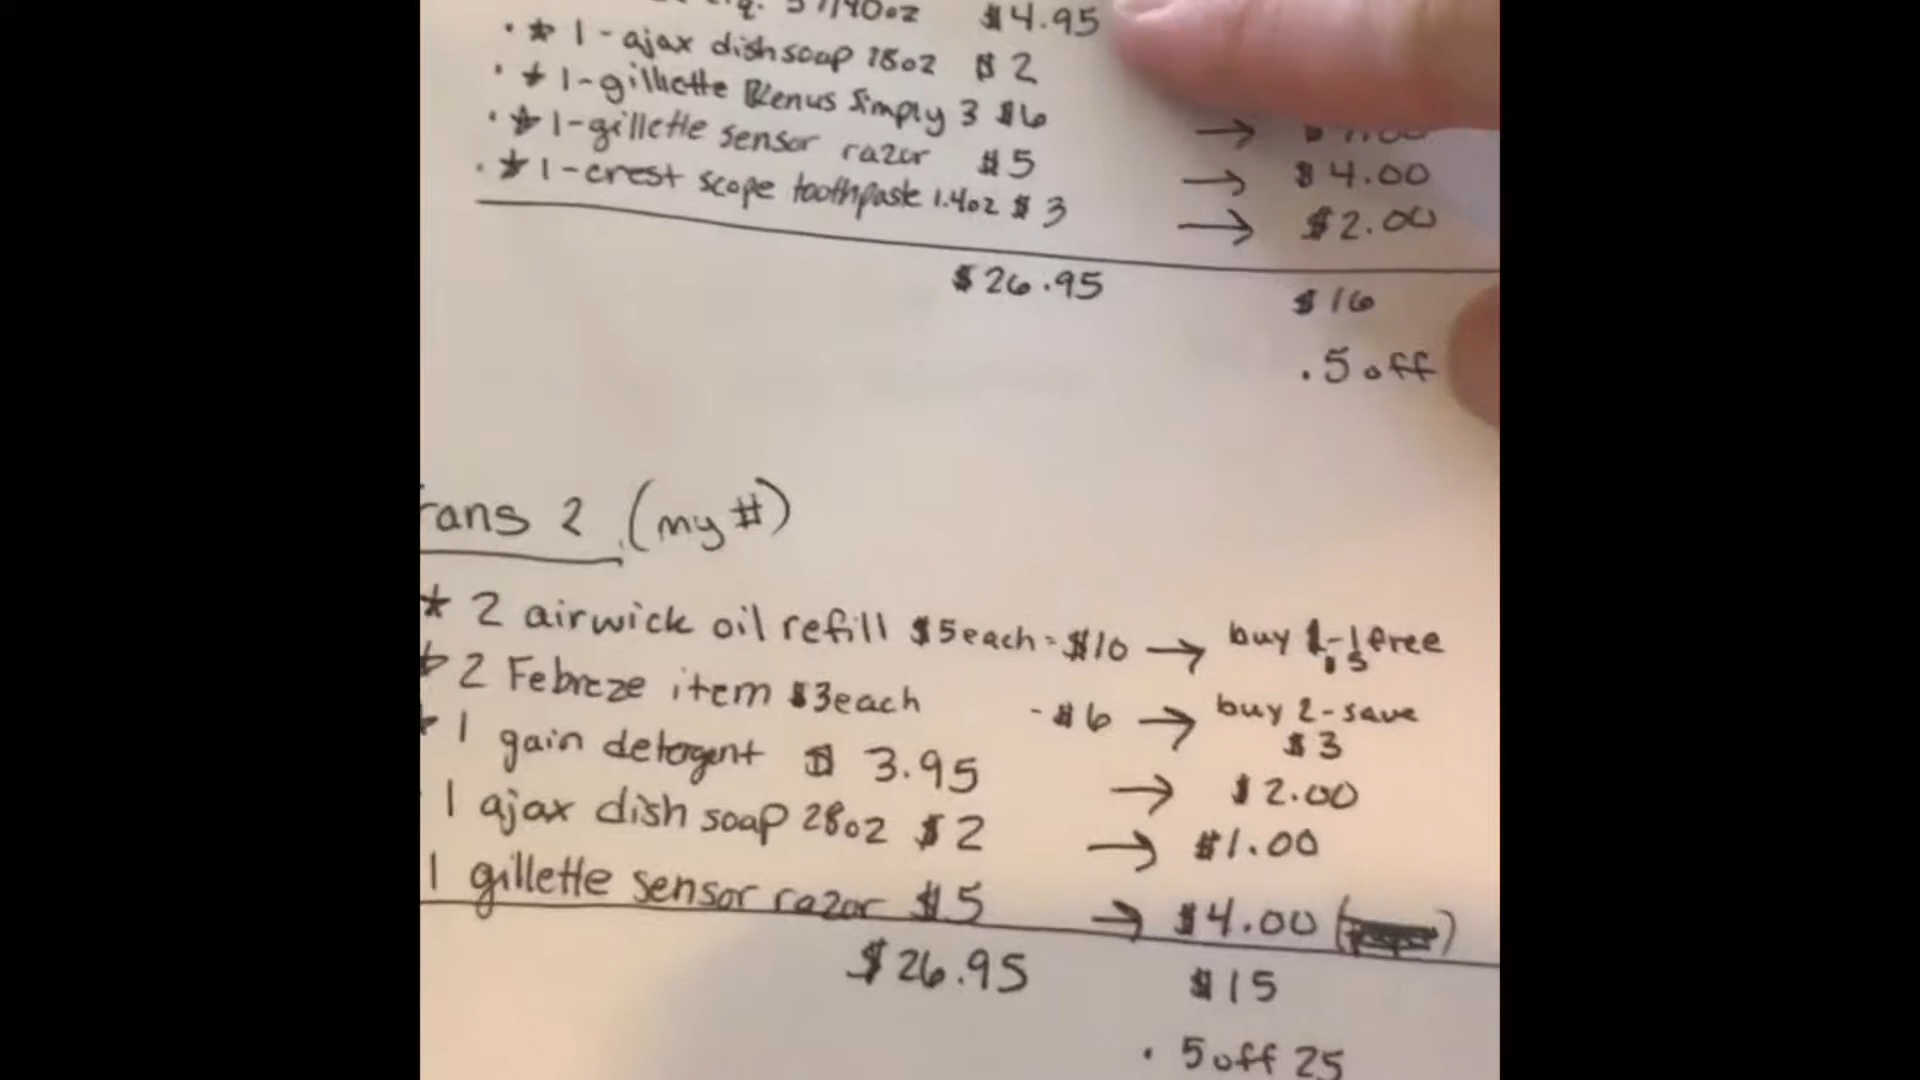 $4.95
· * 1 - ajax dish soap 28oz $2
· * 1 - gillette Venus Simply 3 $6
· * 1 - gillette sensor razor $5 → $4.00
· * 1 - crest scope toothpaste 1.4oz $3 → $2.00
$26.95 $16
.5 off
rans 2 (my #)
* 2 airwick oil refill $5 each = $10 → buy 1 - 1 free
$5
* 2 Febreze item $3 each - $6 → buy 2 - save
$3
* 1 gain detergent $3.95 → $2.00
1 ajax dish soap 28oz $2 → $1.00
1 gillette sensor razor $5 → $4.00
$26.95 $15
. 5 off 25